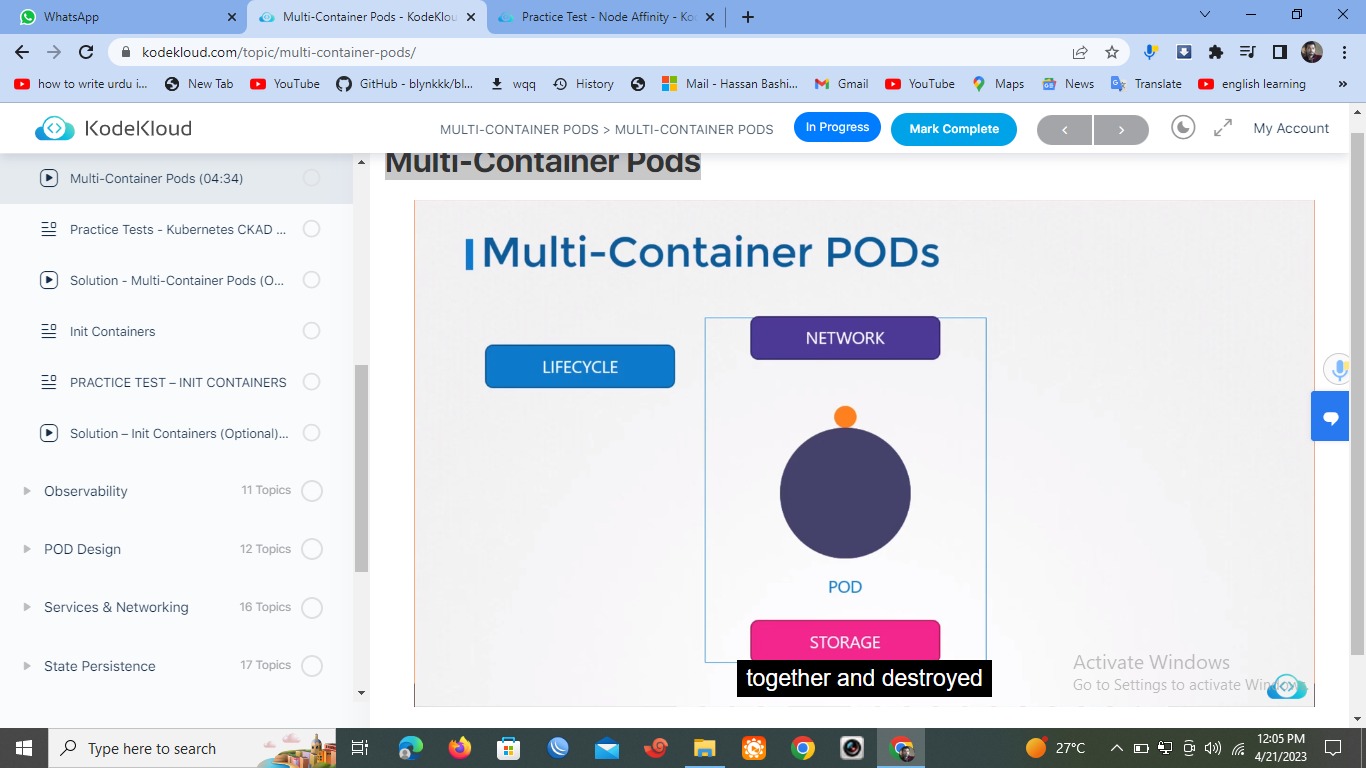 WhatsApp
Multi-Container Pods - KodeKlou
Practice Test - Node Affinity - Ko
kodekloud.com/topic/multi-container-pods/
how to write urdu i... New Tab YouTube GitHub - blynkkk/bl... wqq History Mail - Hassan Bashi... Gmail YouTube Maps News Translate english learning »
KodeKloud
MULTI-CONTAINER PODS > MULTI-CONTAINER PODS
In Progress
Mark Complete
My Account
Multi-Container Pods (04:34)
Practice Tests - Kubernetes CKAD ...
Solution - Multi-Container Pods (O...
Init Containers
PRACTICE TEST – INIT CONTAINERS
Solution – Init Containers (Optional)...
Observability 11 Topics
POD Design 12 Topics
Services & Networking 16 Topics
State Persistence 17 Topics
Multi-Container Pods
Multi-Container PODs
NETWORK
LIFECYCLE
POD
STORAGE
together and destroyed
Activate Windows
Go to Settings to activate Windows.
Type here to search
27°C
12:05 PM
4/21/2023